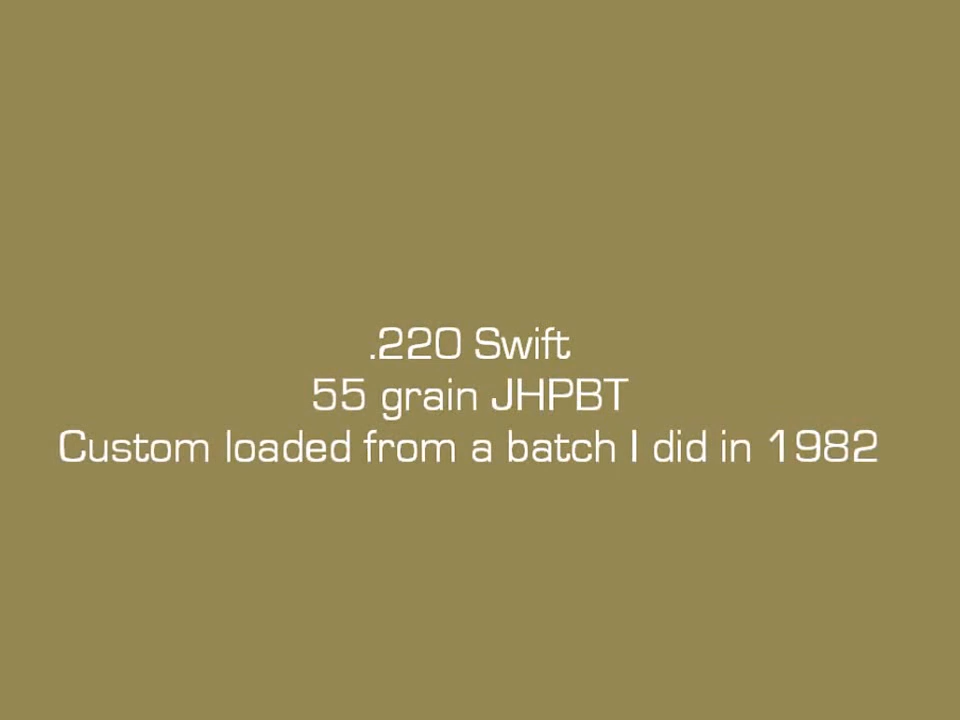 .220 Swift
55 grain JHPBT
Custom loaded from a batch I did in 1982